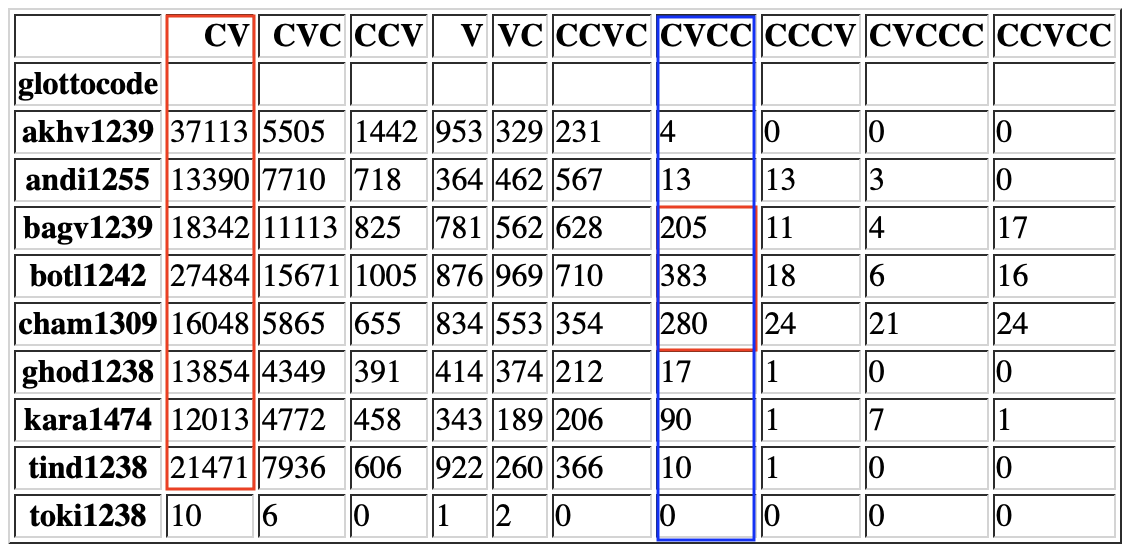 CV CVC CCV V VC CCVC CVCC CCCV CVCCC CCVCC
glottocode
akhv1239 37113 5505 1442 953 329 231 4 0 0 0
andi1255 13390 7710 718 364 462 567 13 13 3 0
bagv1239 18342 11113 825 781 562 628 205 11 4 17
botl1242 27484 15671 1005 876 969 710 383 18 6 16
cham1309 16048 5865 655 834 553 354 280 24 21 24
ghod1238 13854 4349 391 414 374 212 17 1 0 0
kara1474 12013 4772 458 343 189 206 90 1 7 1
tind1238 21471 7936 606 922 260 366 10 1 0 0
toki1238 10 6 0 1 2 0 0 0 0 0